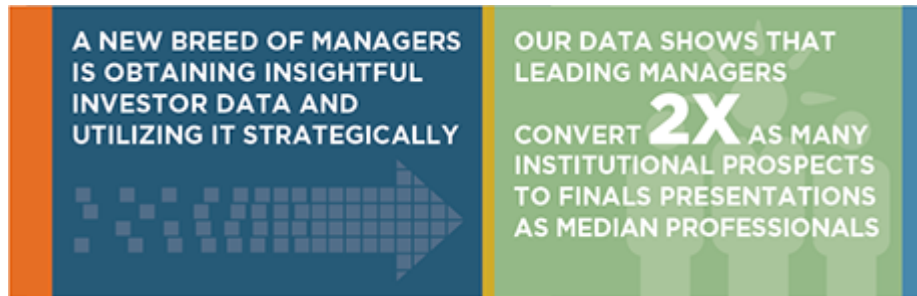 A NEW BREED OF MANAGERS
IS OBTAINING INSIGHTFUL
INVESTOR DATA AND
UTILIZING IT STRATEGICALLY
OUR DATA SHOWS THAT
LEADING MANAGERS
CONVERT 2X AS MANY
INSTITUTIONAL PROSPECTS
TO FINALS PRESENTATIONS
AS MEDIAN PROFESSIONALS